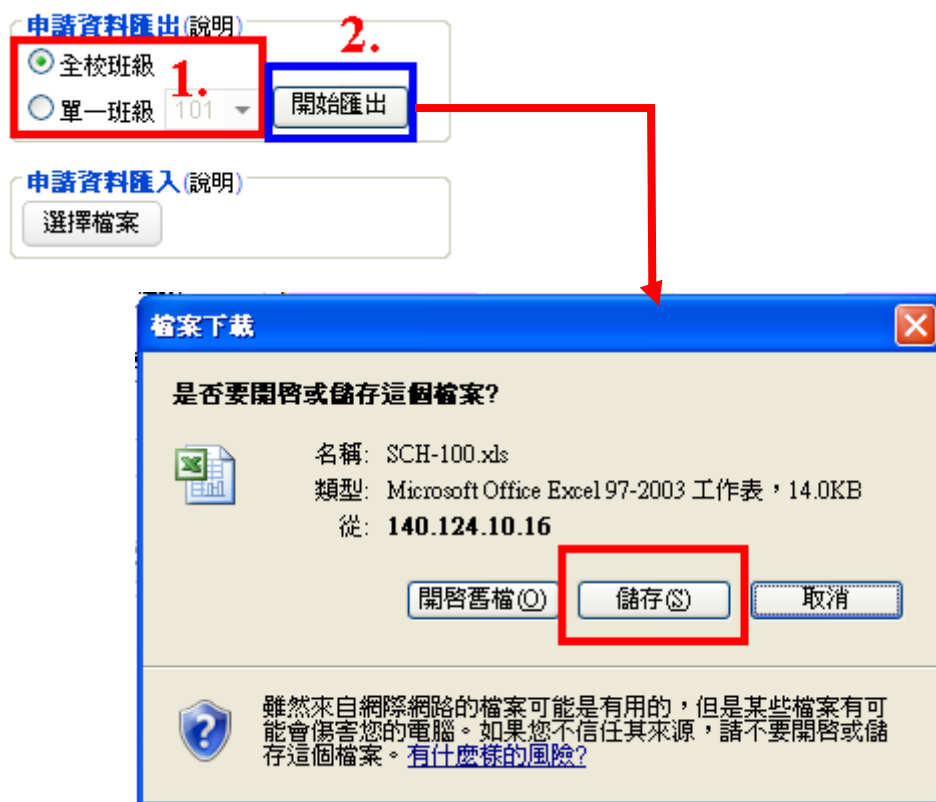 申請資料匯出(說明)
2.
全校班級
1.
單一班級 101 開始匯出
申請資料匯入(說明)
選擇檔案
檔案下載
是否要開啓或儲存這個檔案?
名稱: SCH-100.xls
類型: Microsoft Office Excel 97-2003 工作表，14.0KB
從: 140.124.10.16
開啓舊檔(O) 儲存(S) 取消
雖然來自網際網路的檔案可能是有用的，但是某些檔案有可
能會傷害您的電腦。如果您不信任其來源，請不要開啓或儲
存這個檔案。有什麼樣的風險?